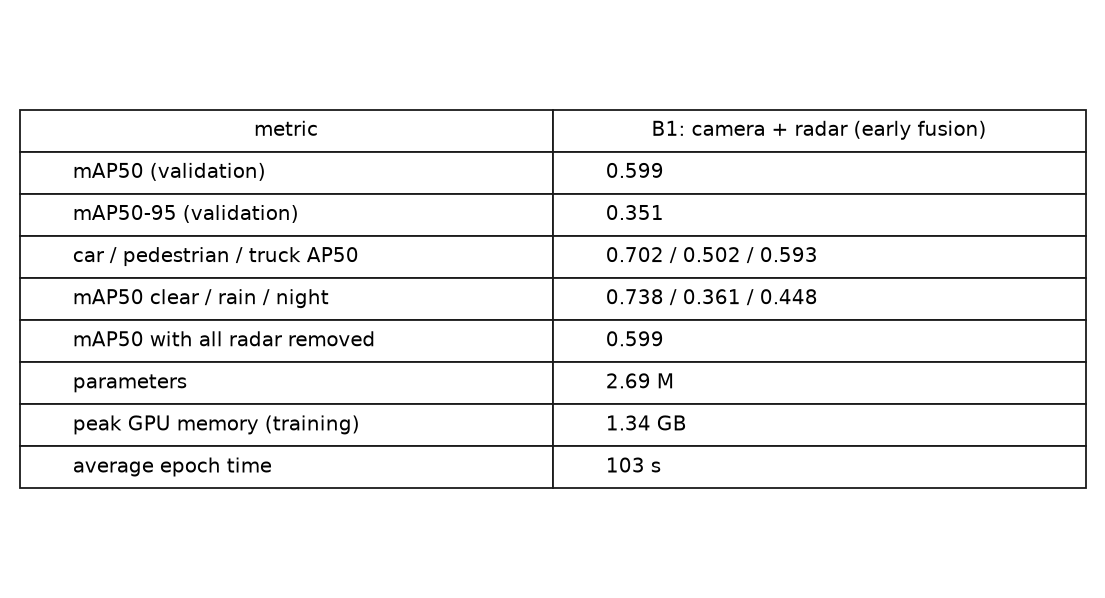 metric B1: camera + radar (early fusion)
mAP50 (validation) 0.599
mAP50-95 (validation) 0.351
car / pedestrian / truck AP50 0.702 / 0.502 / 0.593
mAP50 clear / rain / night 0.738 / 0.361 / 0.448
mAP50 with all radar removed 0.599
parameters 2.69 M
peak GPU memory (training) 1.34 GB
average epoch time 103 s